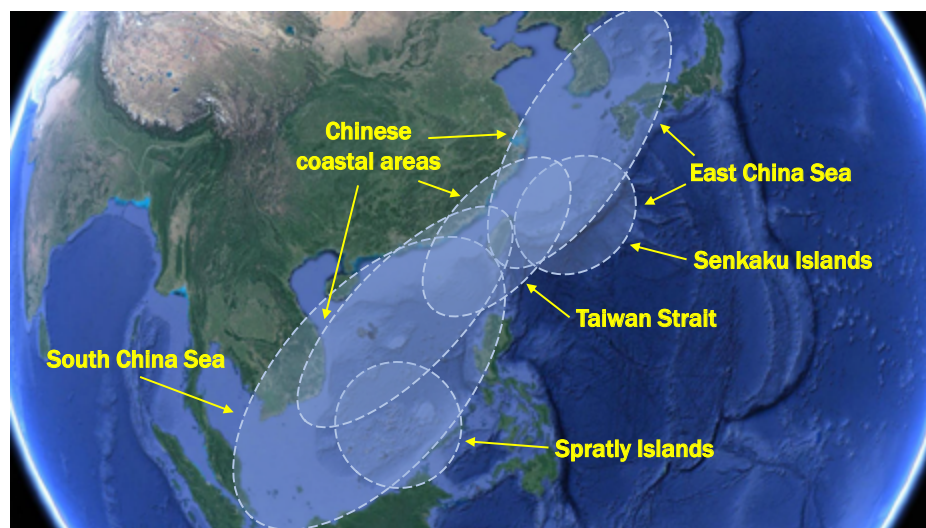 Chinese
coastal areas
East China Sea
Senkaku Islands
Taiwan Strait
South China Sea
Spratly Islands